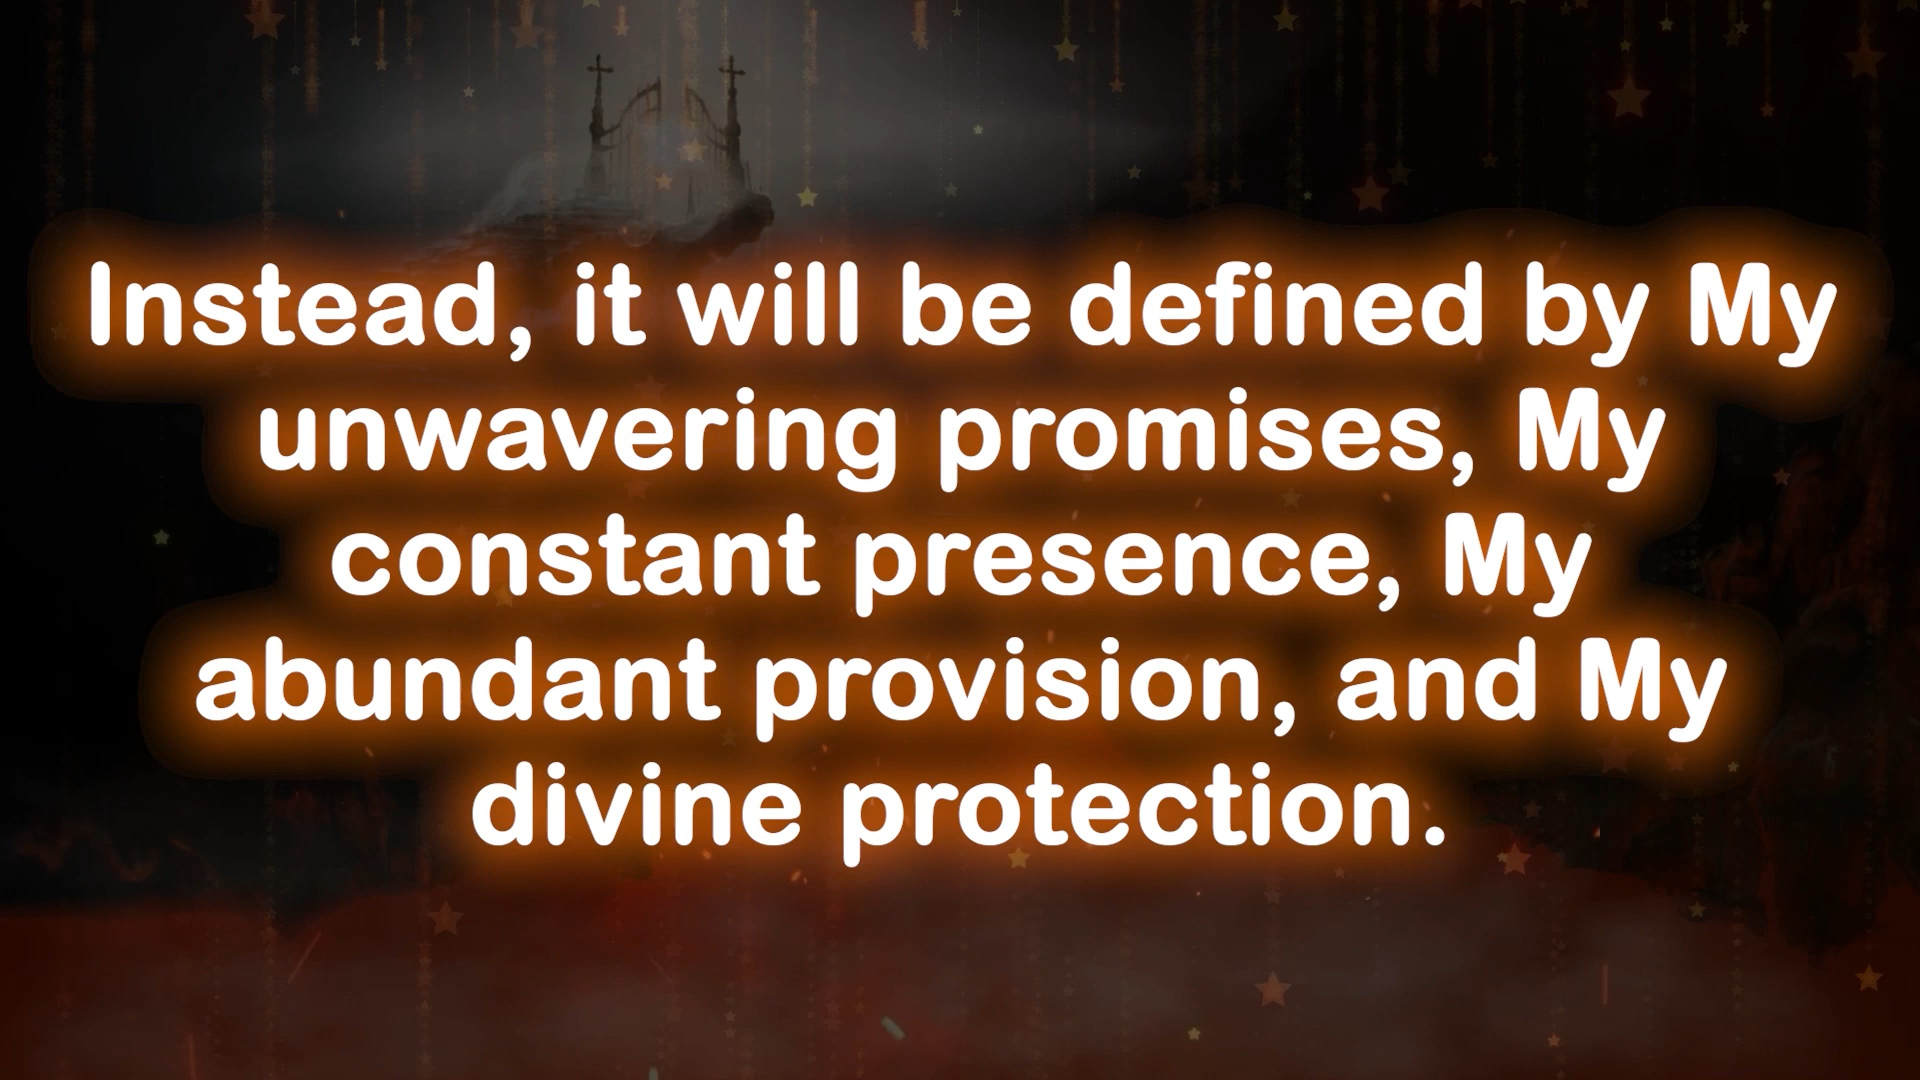 Instead, it will be defined by My
unwavering promises, My
constant presence, My
abundant provision, and My
divine protection.